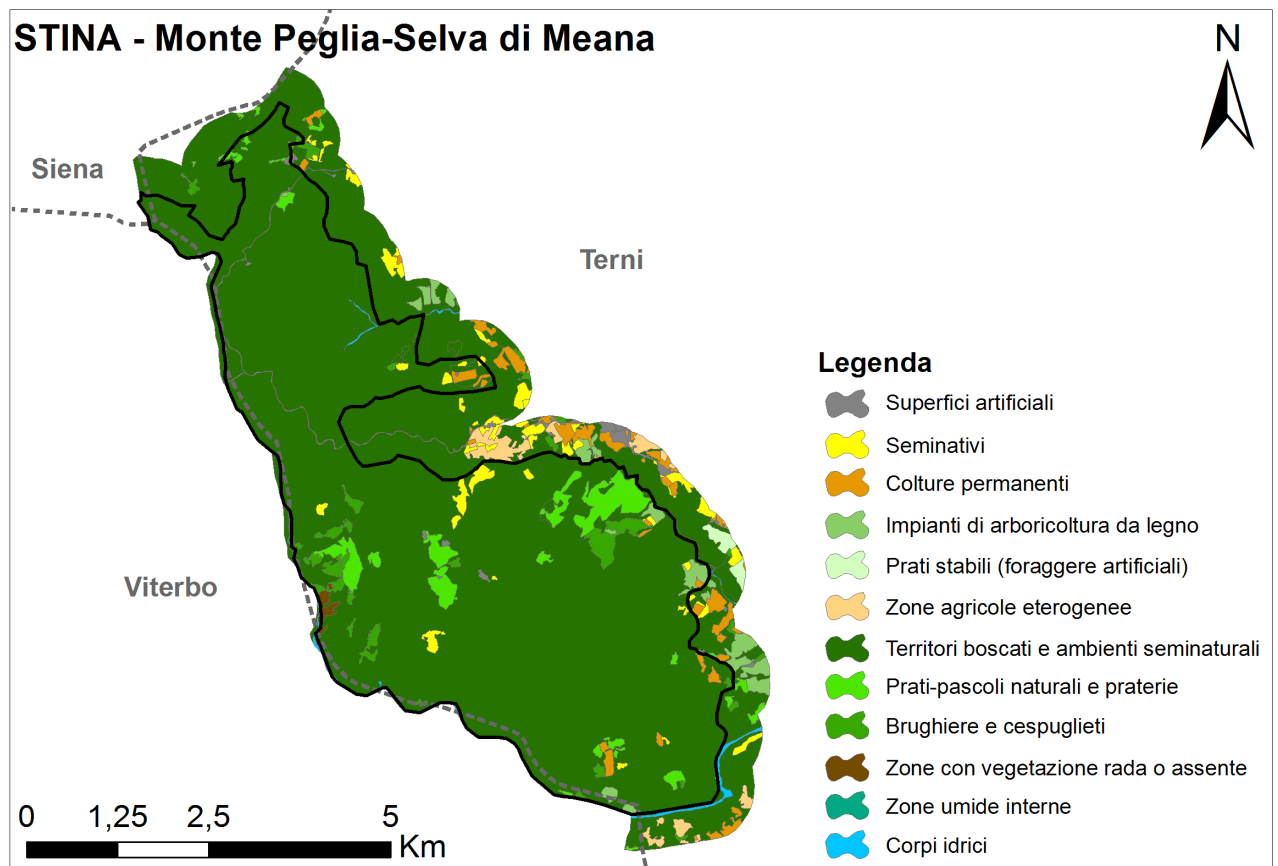 STINA - Monte Peglia-Selva di Meana
N
Siena
Terni
Viterbo
Legenda
Superfici artificiali
Seminativi
Colture permanenti
Impianti di arboricoltura da legno
Prati stabili (foraggere artificiali)
Zone agricole eterogenee
Territori boscati e ambienti seminaturali
Prati-pascoli naturali e praterie
Brughiere e cespuglieti
Zone con vegetazione rada o assente
Zone umide interne
Corpi idrici
0 1,25 2,5 5
Km